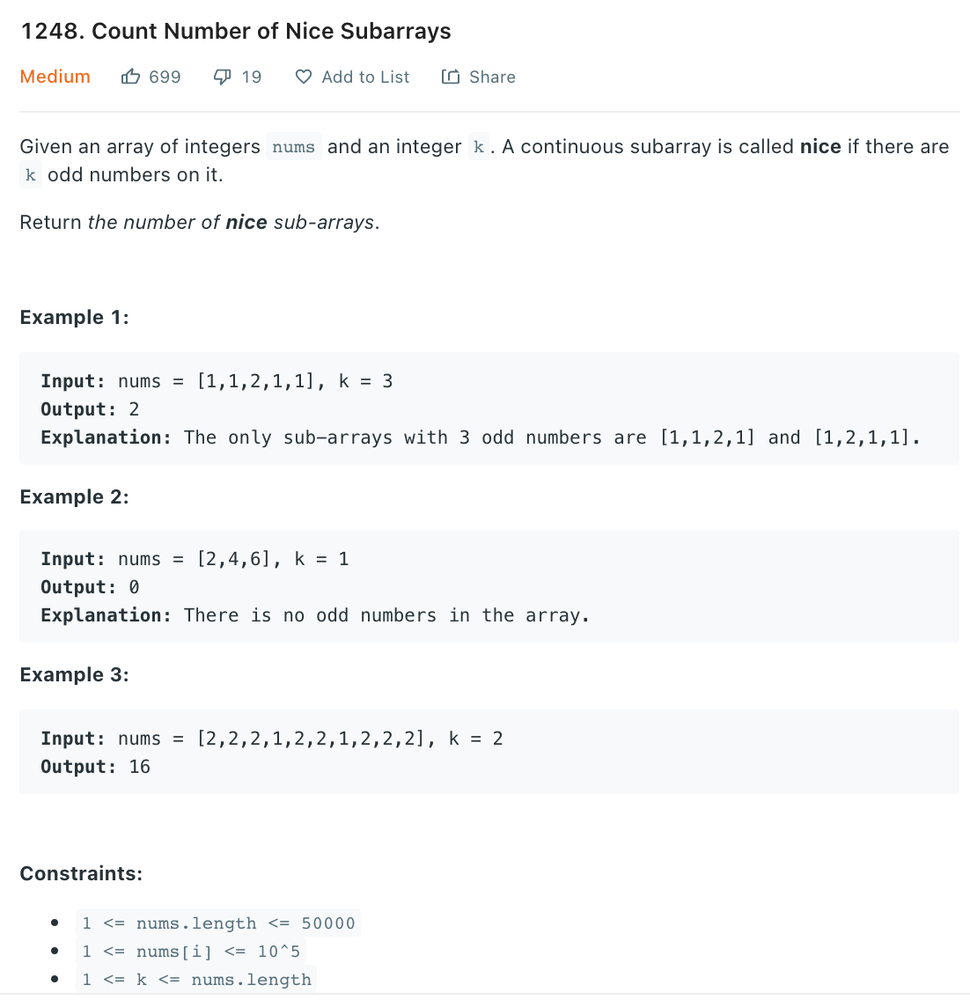 1248. Count Number of Nice Subarrays
Medium 699 19 Add to List Share
Given an array of integers nums and an integer k. A continuous subarray is called nice if there are
k odd numbers on it.
Return the number of nice sub-arrays.
Example 1:
Input: nums = [1,1,2,1,1], k = 3
Output: 2
Explanation: The only sub-arrays with 3 odd numbers are [1,1,2,1] and [1,2,1,1].
Example 2:
Input: nums = [2,4,6], k = 1
Output: 0
Explanation: There is no odd numbers in the array.
Example 3:
Input: nums = [2,2,2,1,2,2,1,2,2,2], k = 2
Output: 16
Constraints:
• 1 <= nums.length <= 50000
• 1 <= nums[i] <= 10^5
• 1 <= k <= nums.length